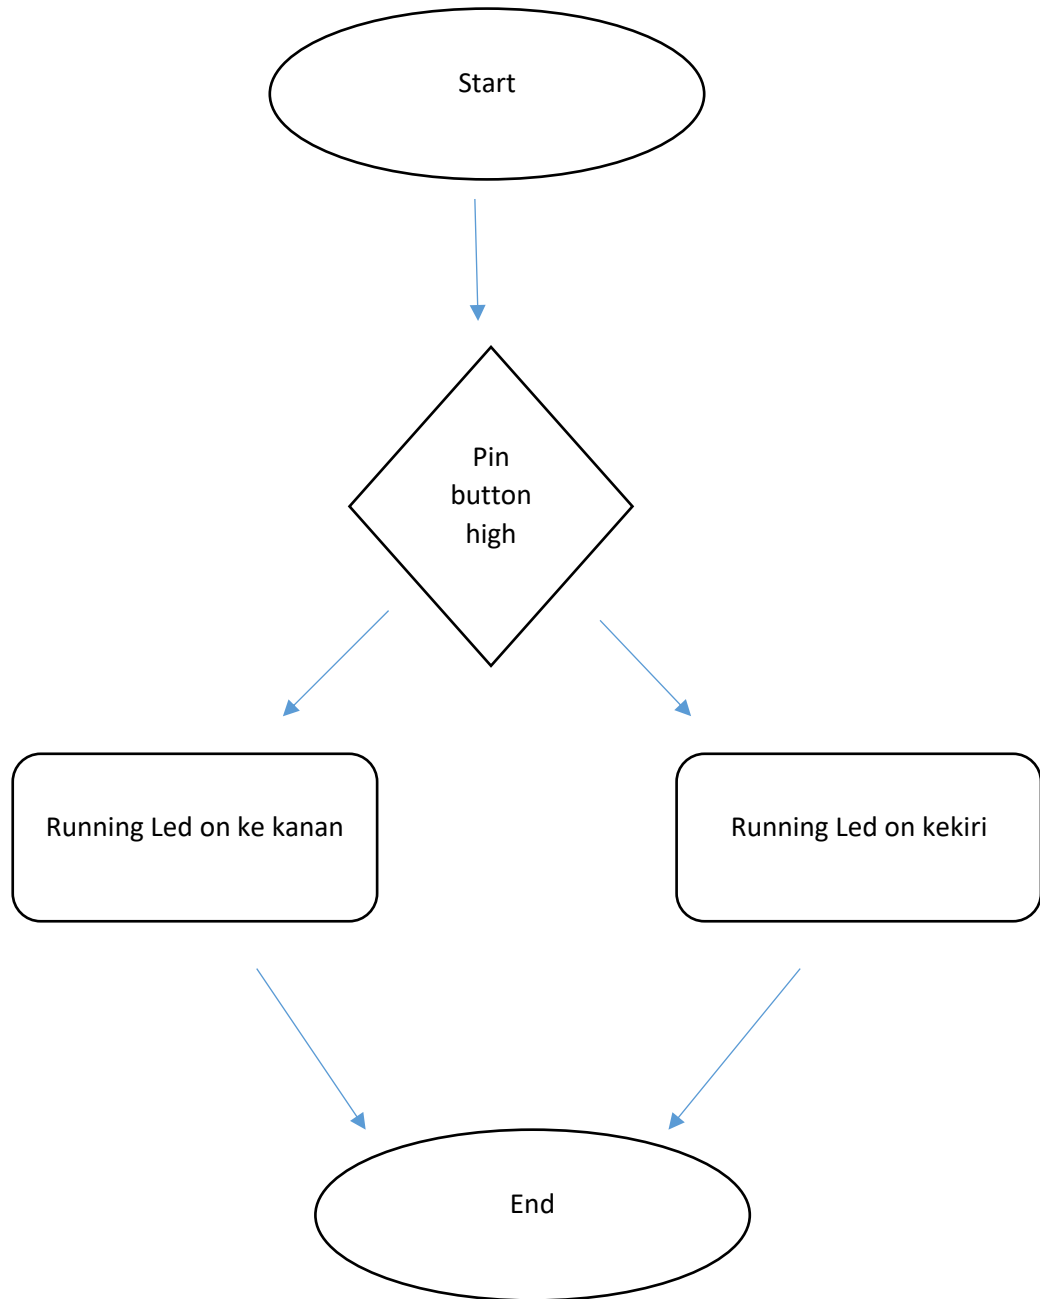 Start
Pin
button
high
Running Led on ke kanan
Running Led on kekiri
End